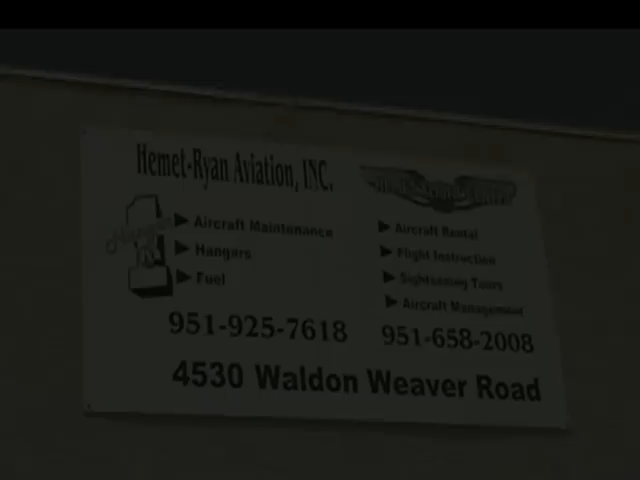 Hemet-Ryan Aviation, INC.
Aircraft Maintenance
Hangars
Fuel
951-925-7618
Aircraft Rental
Flight Instruction
Sightseeing Tours
Aircraft Management
951-658-2008
4530 Waldon Weaver Road